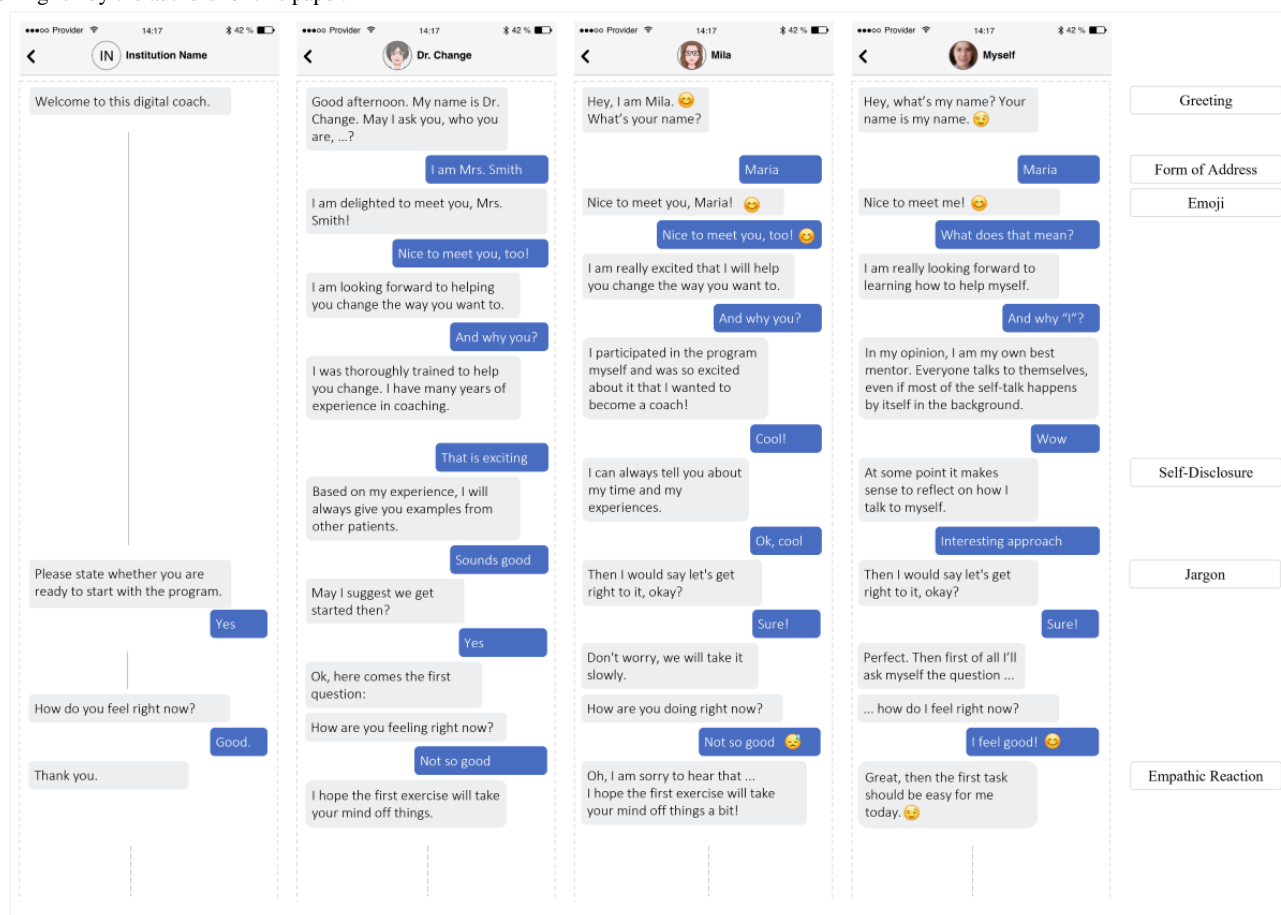 by the authors of this paper.
●●●○○ Provider 14:17 42 %
IN Institution Name
Welcome to this digital coach.
Please state whether you are
ready to start with the program.
Yes
How do you feel right now?
Good.
Thank you.
●●●○○ Provider 14:17 42 %
Dr. Change
Good afternoon. My name is Dr.
Change. May I ask you, who you
are, ...?
I am Mrs. Smith
I am delighted to meet you, Mrs.
Smith!
Nice to meet you, too!
I am looking forward to helping
you change the way you want to.
And why you?
I was thoroughly trained to help
you change. I have many years of
experience in coaching.
That is exciting
Based on my experience, I will
always give you examples from
other patients.
Sounds good
May I suggest we get
started then?
Yes
Ok, here comes the first
question:
How are you feeling right now?
Not so good
I hope the first exercise will take
your mind off things.
●●●○○ Provider 14:17 42 %
Mila
Hey, I am Mila. 😊
What's your name?
Maria
Nice to meet you, Maria! 😊
Nice to meet you, too! 😊
I am really excited that I will help
you change the way you want to.
And why you?
I participated in the program
myself and was so excited
about it that I wanted to
become a coach!
Cool!
I can always tell you about
my time and my
experiences.
Ok, cool
Then I would say let's get
right to it, okay?
Sure!
Don't worry, we will take it
slowly.
How are you doing right now?
Not so good 😓
Oh, I am sorry to hear that ...
I hope the first exercise will take
your mind off things a bit!
●●●○○ Provider 14:17 42 %
Myself
Hey, what's my name? Your
name is my name. 😉
Maria
Nice to meet me! 😊
What does that mean?
I am really looking forward to
learning how to help myself.
And why “I”?
In my opinion, I am my own best
mentor. Everyone talks to themselves,
even if most of the self-talk happens
by itself in the background.
Wow
At some point it makes
sense to reflect on how I
talk to myself.
Interesting approach
Then I would say let's get
right to it, okay?
Sure!
Perfect. Then first of all I'll
ask myself the question ...
... how do I feel right now?
I feel good! 😊
Great, then the first task
should be easy for me
today. 😉
Greeting
Form of Address
Emoji
Self-Disclosure
Jargon
Empathic Reaction